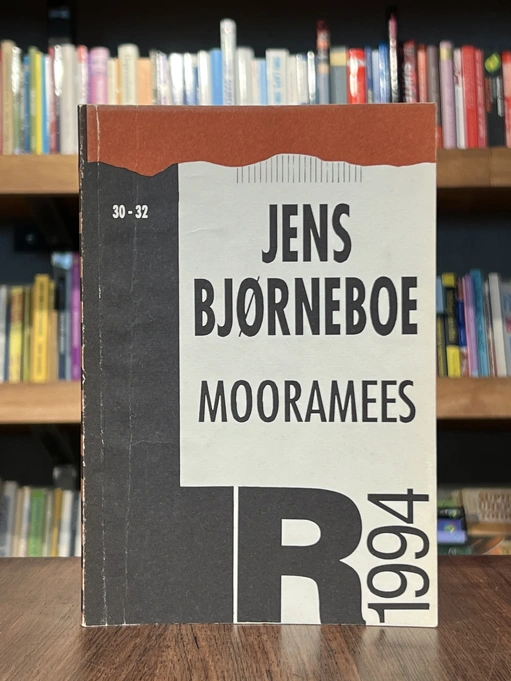 30 - 32
JENS
BJØRNEBOE
MOORAMEES
LR
1994